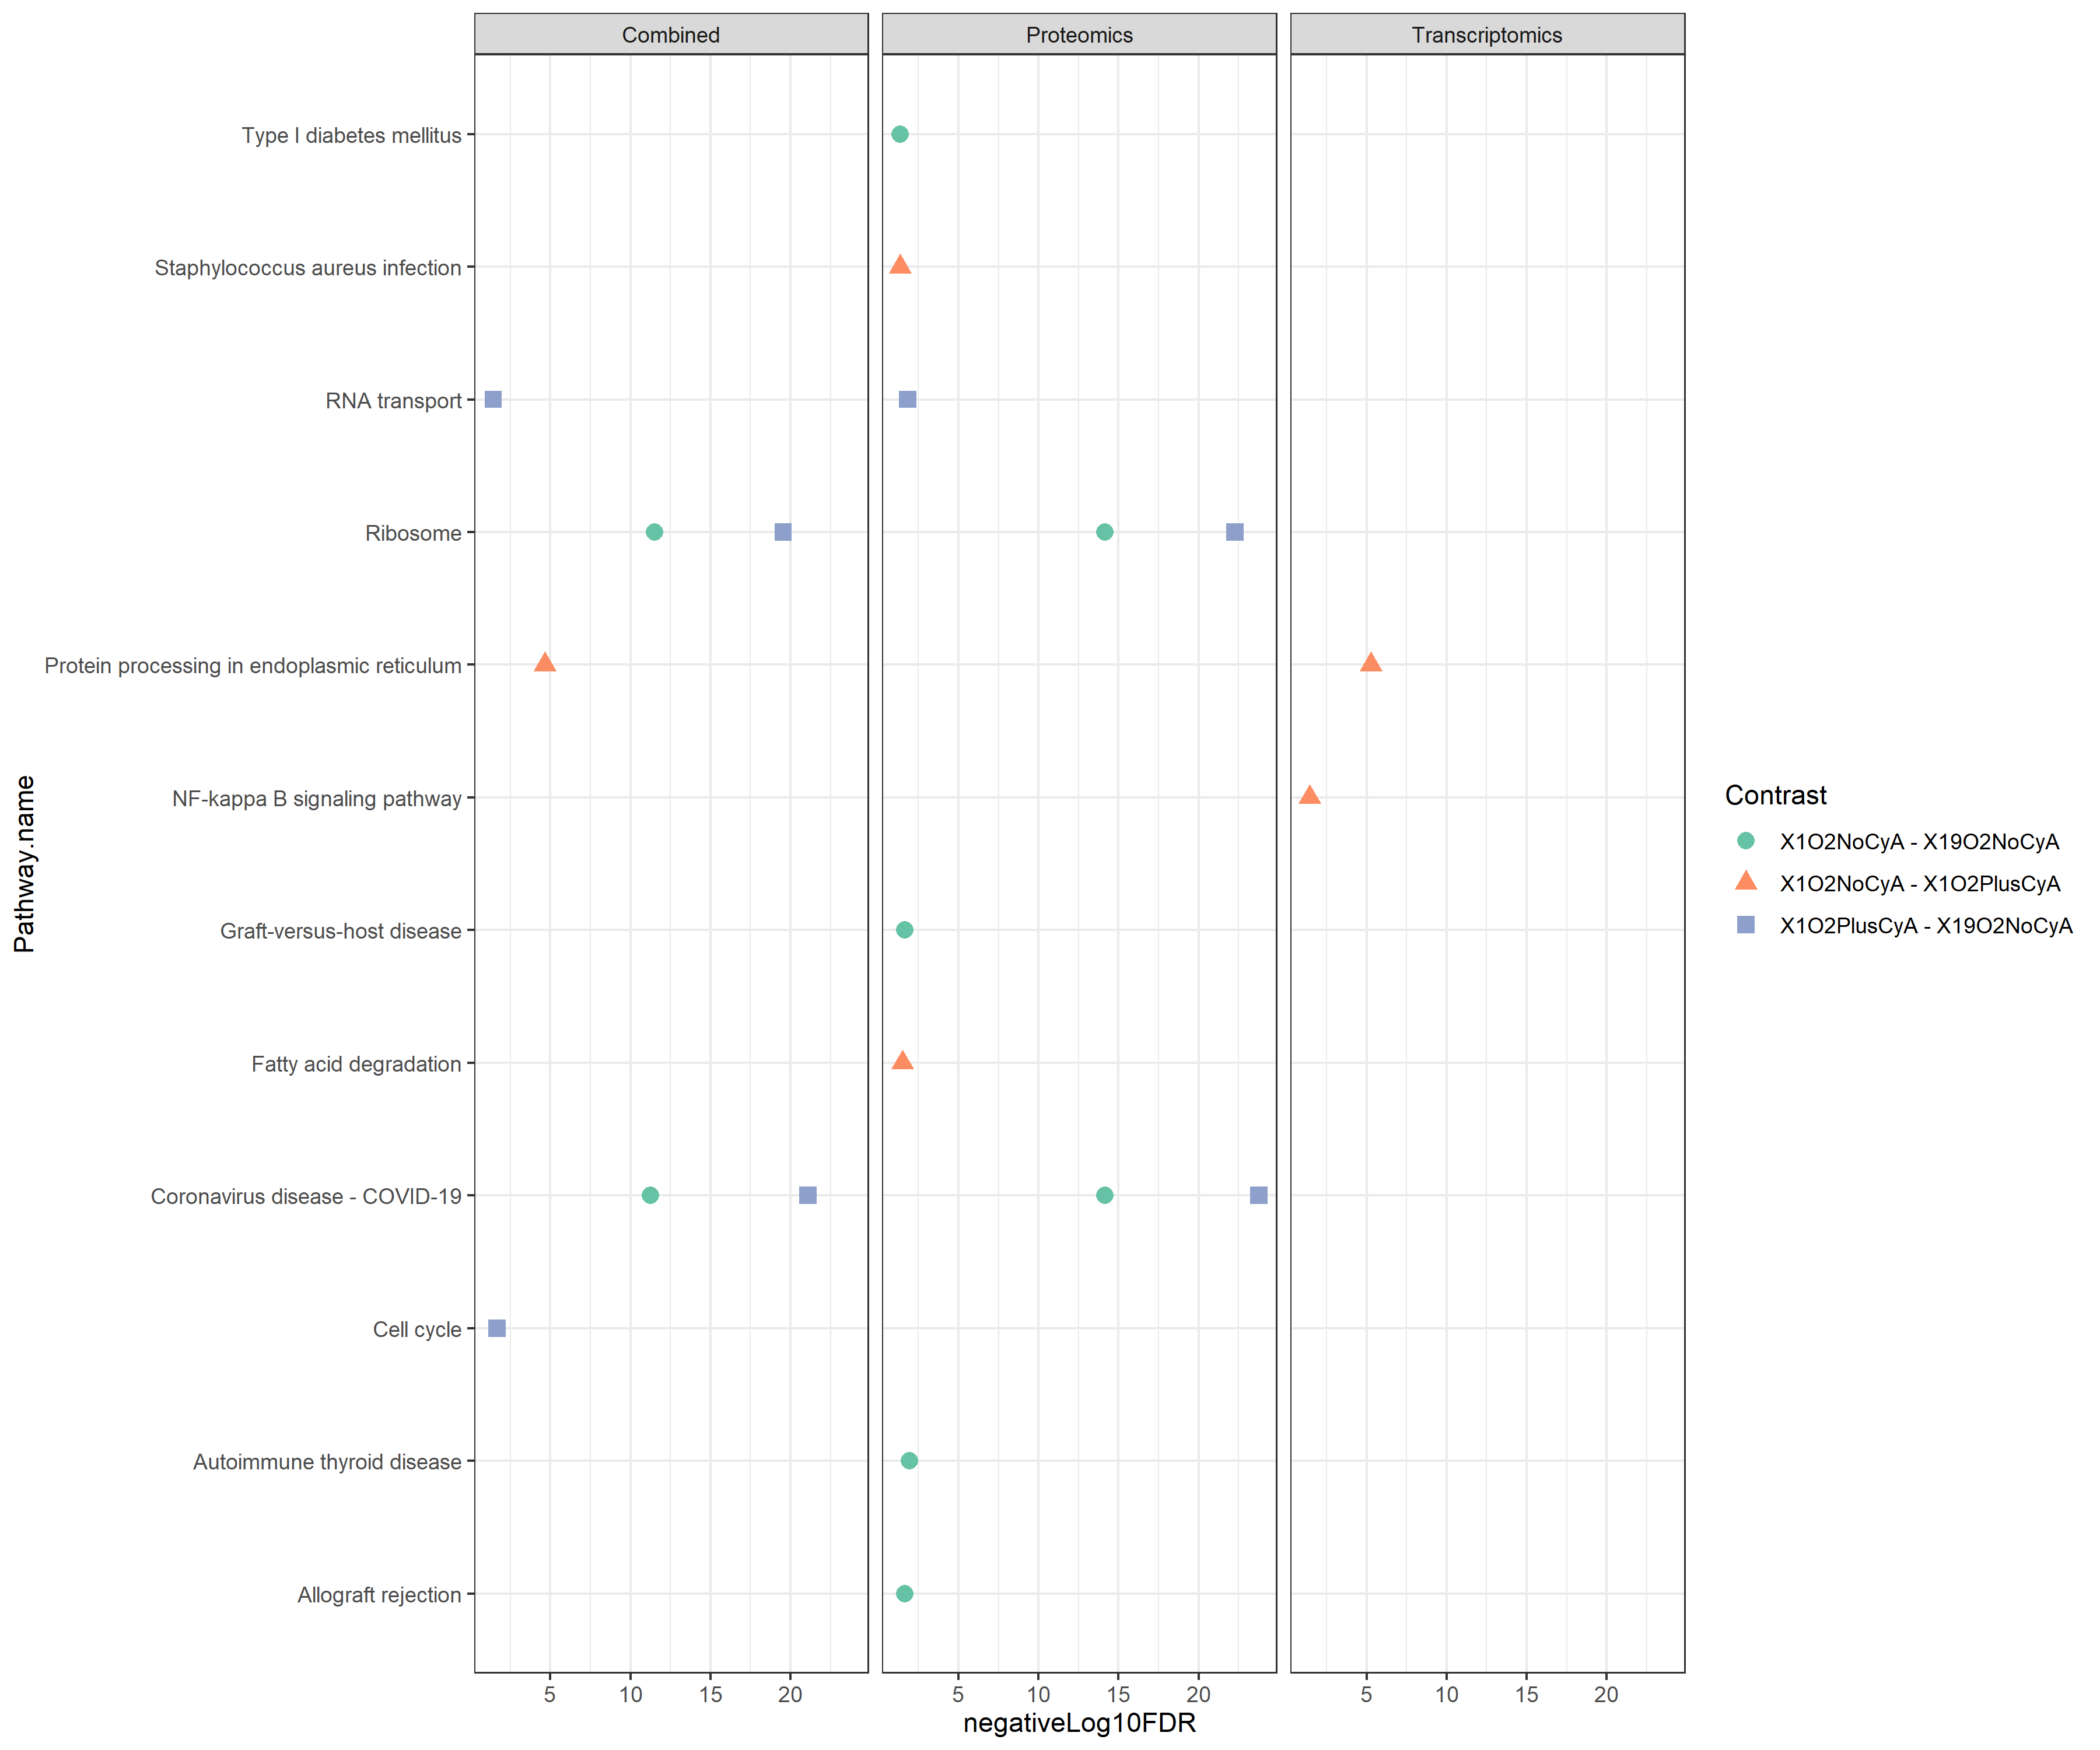 Combined Proteomics Transcriptomics
Type I diabetes mellitus
Staphylococcus aureus infection
RNA transport
Ribosome
Protein processing in endoplasmic reticulum
NF-kappa B signaling pathway
Graft-versus-host disease
Fatty acid degradation
Coronavirus disease - COVID-19
Cell cycle
Autoimmune thyroid disease
Allograft rejection
Pathway.name
5 10 15 20 5 10 15 20 5 10 15 20
negativeLog10FDR
Contrast
X1O2NoCyA - X19O2NoCyA
X1O2NoCyA - X1O2PlusCyA
X1O2PlusCyA - X19O2NoCyA